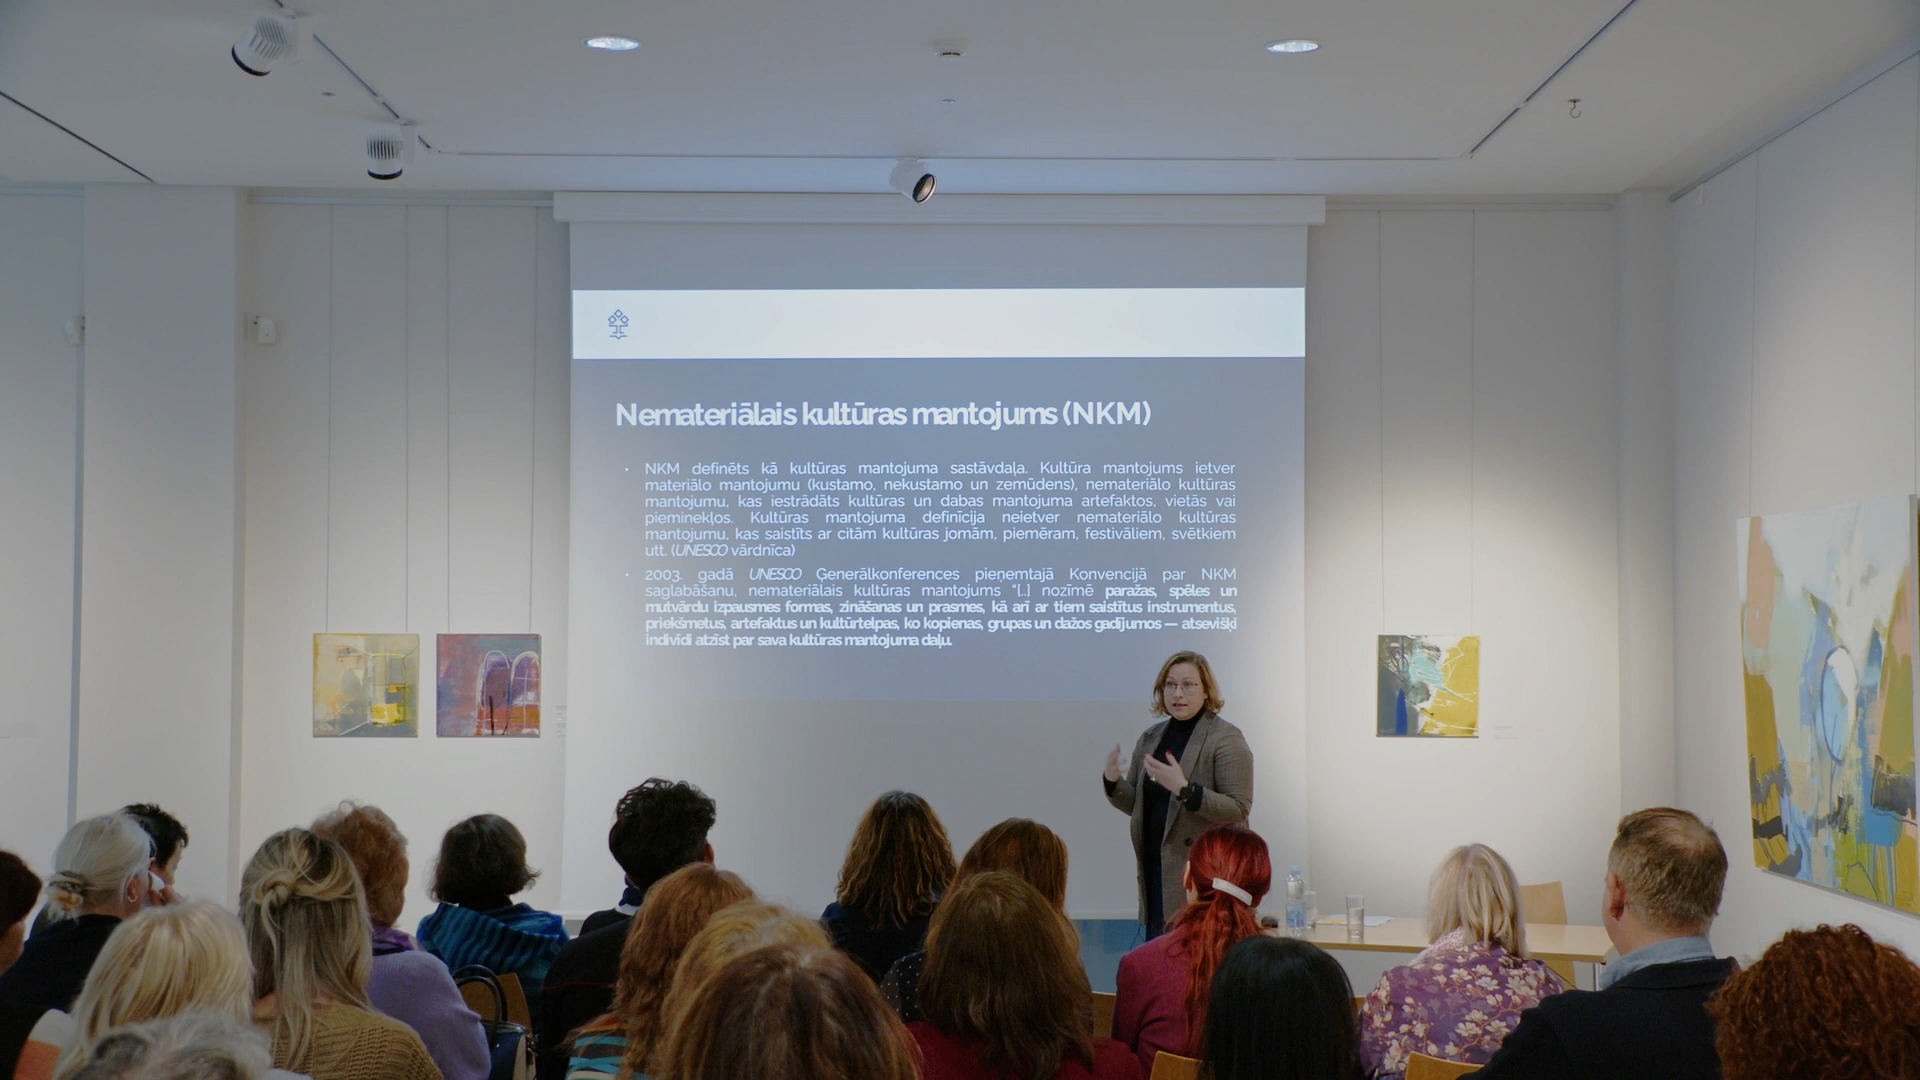 Nemateriālais kultūras mantojums (NKM)
• NKM definēts kā kultūras mantojuma sastāvdaļa. Kultūra mantojums ietver
materiālo mantojumu (kustamo, nekustamo un zemūdens), nemateriālo kultūras
mantojumu, kas iestrādāts kultūras un dabas mantojuma artefaktos, vietās vai
pieminekļos. Kultūras mantojuma definīcija neietver nemateriālo kultūras
mantojumu, kas saistīts ar citām kultūras jomām, piemēram, festivāliem, svētkiem
utt. (UNESCO vārdnīca)
• 2003. gadā UNESCO Ģenerālkonferences pieņemtajā Konvencijā par NKM
saglabāšanu, nemateriālais kultūras mantojums "[..] nozīmē paražas, spēles un
mutvārdu izpausmes formas, zināšanas un prasmes, kā arī ar tiem saistītus instrumentus,
priekšmetus, artefaktus un kultūrtelpas, ko kopienas, grupas un dažos gadījumos — atsevišķi
indivīdi atzīst par sava kultūras mantojuma daļu.